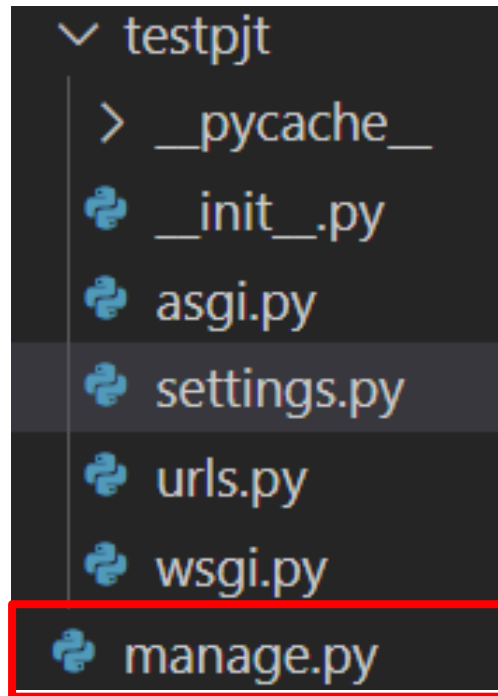 testpjt
__pycache__
__init__.py
asgi.py
settings.py
urls.py
wsgi.py
manage.py